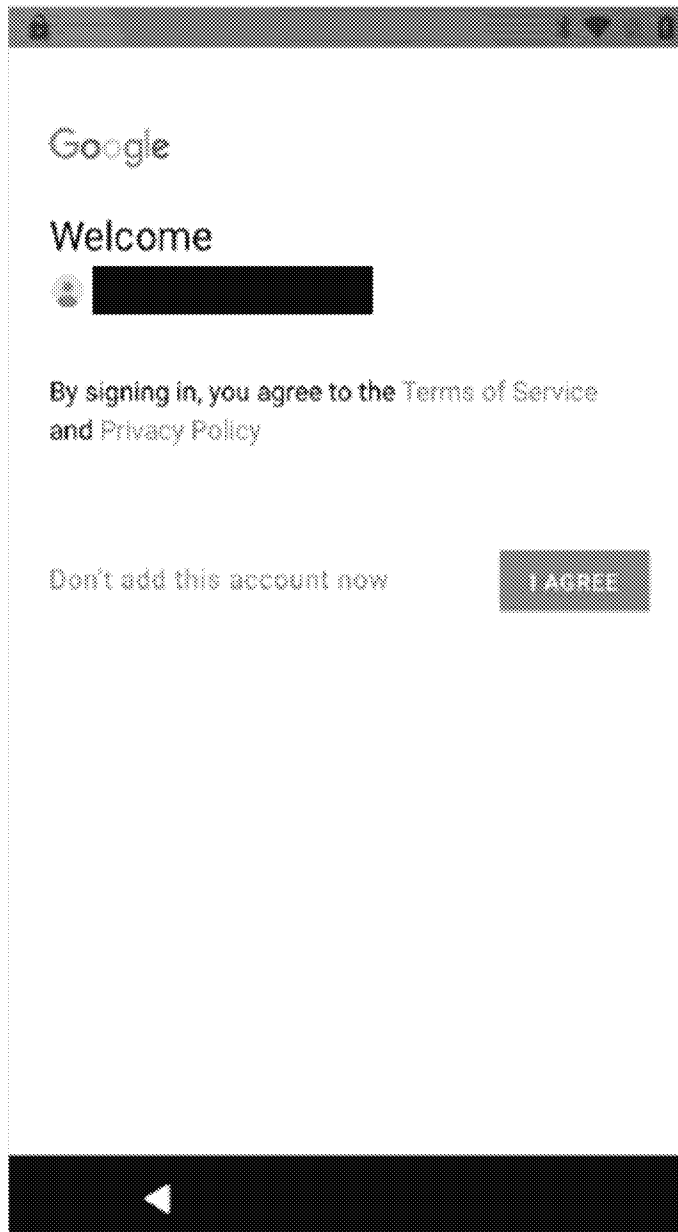 Google
Welcome
By signing in, you agree to the Terms of Service
and Privacy Policy
Don't add this account now
I AGREE